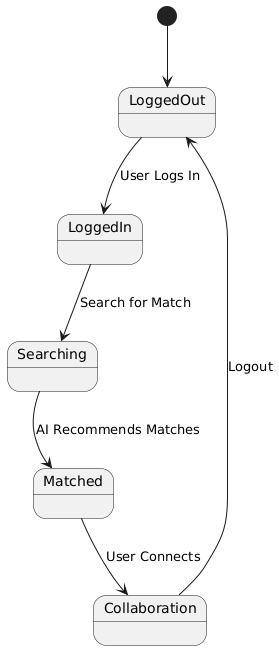 LoggedOut
User Logs In
LoggedIn
Search for Match
Searching
AI Recommends Matches
Logout
Matched
User Connects
Collaboration